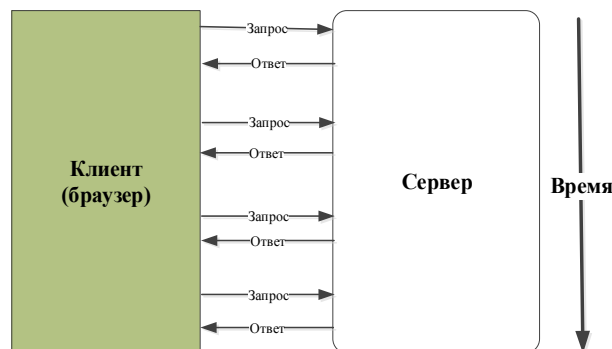 Запрос
Ответ
Запрос
Ответ
Клиент
(браузер)
Сервер
Время
Запрос
Ответ
Запрос
Ответ